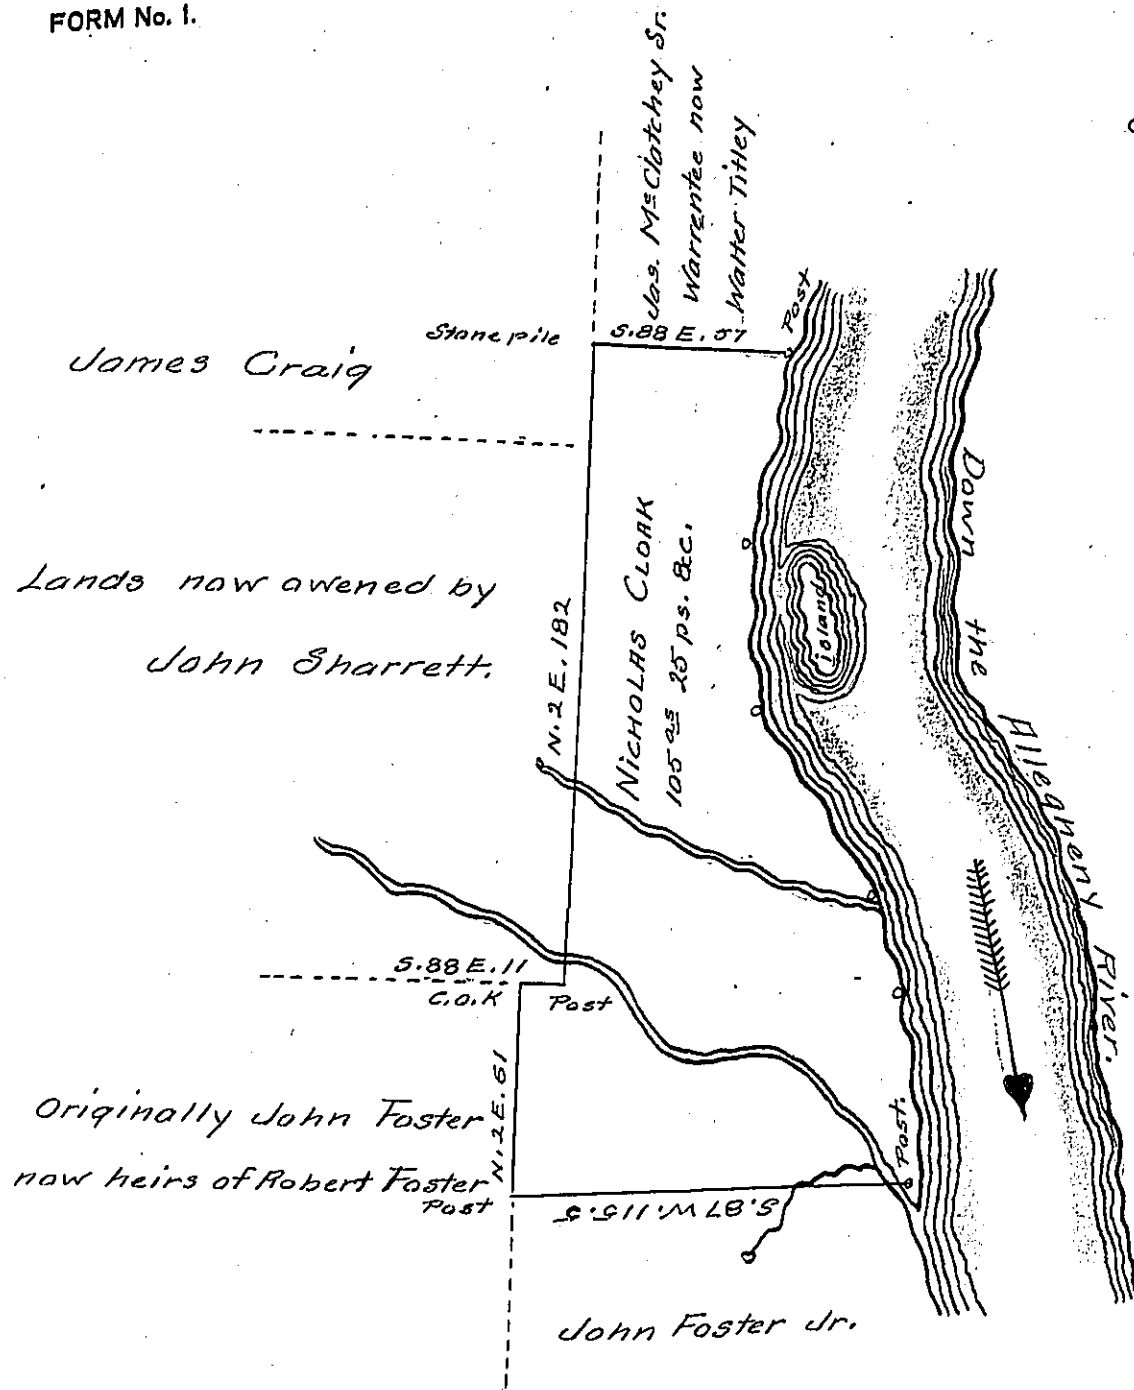 FORM No. 1.
Jas. McClatchey Sr.
Warrentee now
Walter Titley
Stone pile
S.88 E. 57
Post
James Craig
Down the Allegheny River.
Lands now owened by
John Sharrett.
N. 2 E. 182
NICHOLAS CLOAK
105 as 25 ps. &c.
island
S.88 E. 11
C.O.K
Post
N. 2 E. 61
Originally John Foster
now heirs of Robert Foster
Post
S. 87 W. 115.5
Post.
John Foster Jr.